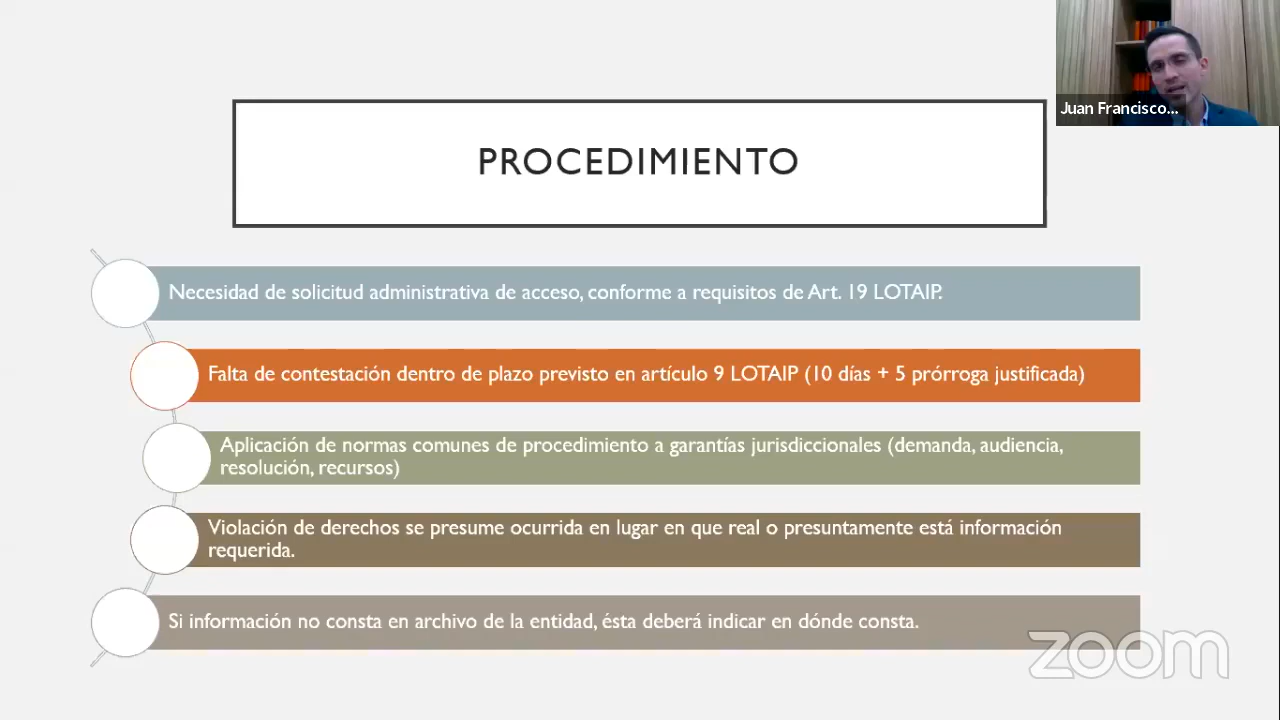 Juan Francisco...
PROCEDIMIENTO
Necesidad de solicitud administrativa de acceso, conforme a requisitos de Art. 19 LOTAIP.
Falta de contestación dentro de plazo previsto en artículo 9 LOTAIP (10 días + 5 prórroga justificada)
Aplicación de normas comunes de procedimiento a garantías jurisdiccionales (demanda, audiencia,
resolución, recursos)
Violación de derechos se presume ocurrida en lugar en que real o presuntamente está información
requerida.
Si información no consta en archivo de la entidad, ésta deberá indicar en dónde consta.
zoom